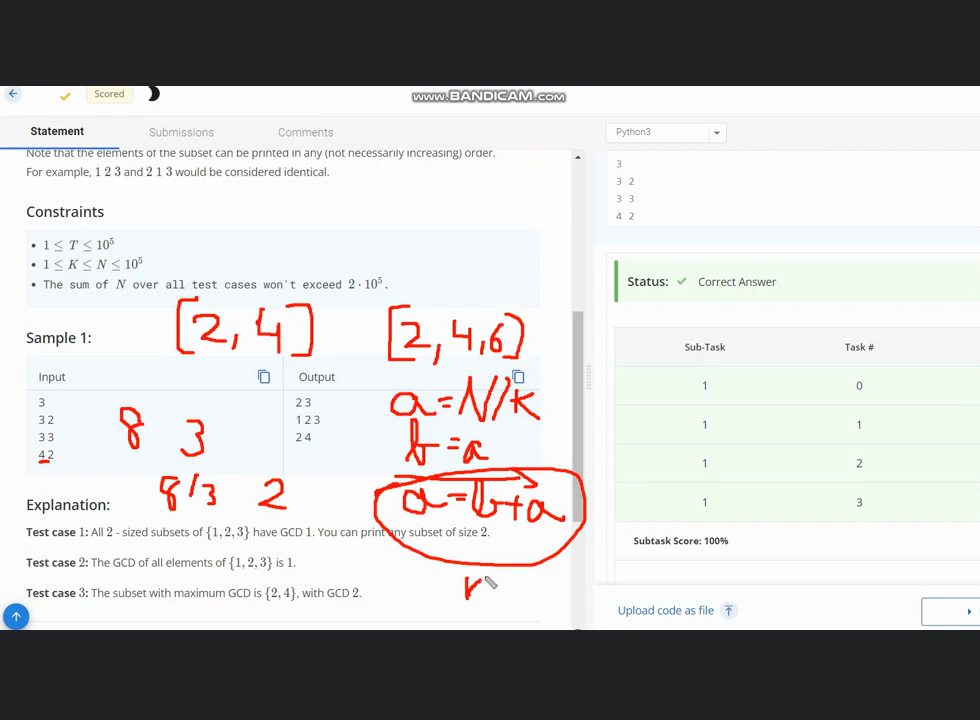 www.BANDICAM.com
Scored
Statement
Submissions
Comments
Python3
Note that the elements of the subset can be printed in any (not necessarily increasing) order.
For example, 1 2 3 and 2 1 3 would be considered identical.
3
3 2
3 3
4 2
Constraints
• 1 ≤ T ≤ 10^5
• 1 ≤ K ≤ N ≤ 10^5
• The sum of N over all test cases won't exceed 2 · 10^5.
Status: Correct Answer
[2, 4]
[2, 4, 6]
Sample 1:
Sub-Task Task #
Input
Output
3
3 2
3 3
4 2
2 3
1 2 3
2 4
8 3
8/3 2
a = N//K
b = a
a = b+a
1 0
1 1
1 2
1 3
Subtask Score: 100%
Explanation:
Test case 1: All 2 - sized subsets of {1, 2, 3} have GCD 1. You can print any subset of size 2.
Test case 2: The GCD of all elements of {1, 2, 3} is 1.
Test case 3: The subset with maximum GCD is {2, 4}, with GCD 2.
Upload code as file